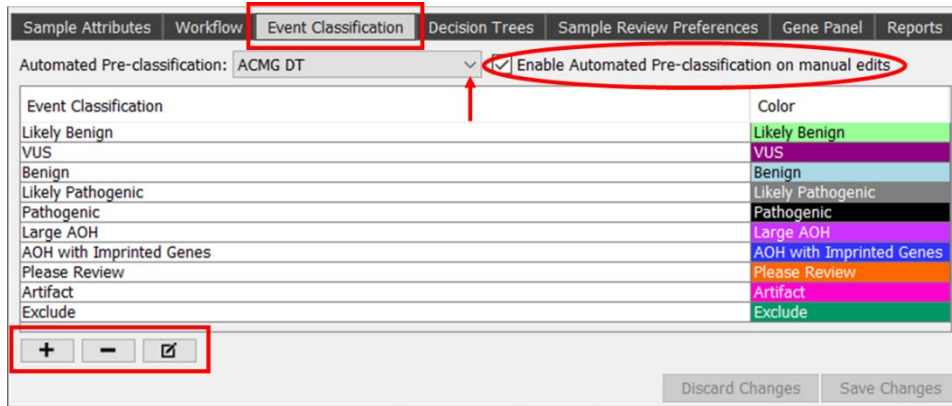 Sample Attributes Workflow Event Classification Decision Trees Sample Review Preferences Gene Panel Reports
Automated Pre-classification: ACMG DT Enable Automated Pre-classification on manual edits
Event Classification Color
Likely Benign Likely Benign
VUS VUS
Benign Benign
Likely Pathogenic Likely Pathogenic
Pathogenic Pathogenic
Large AOH Large AOH
AOH with Imprinted Genes AOH with Imprinted Genes
Please Review Please Review
Artifact Artifact
Exclude Exclude
Discard Changes Save Changes